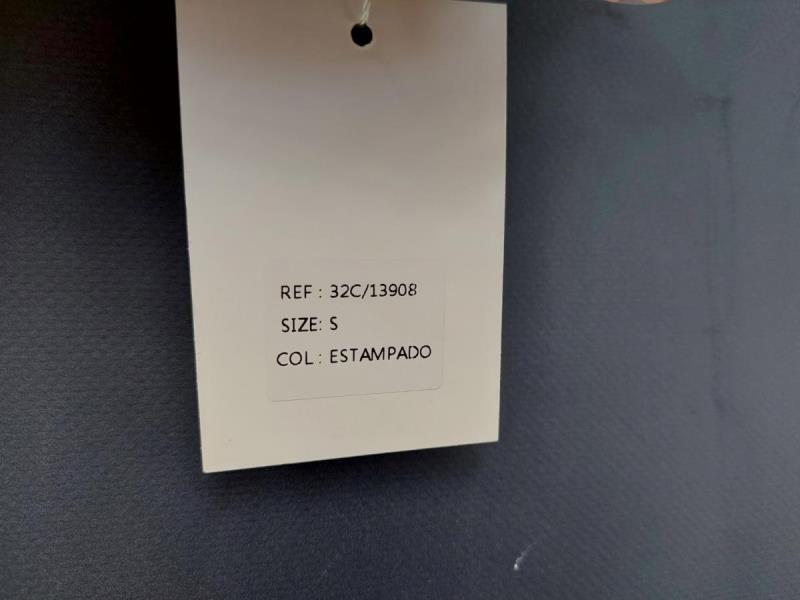 REF : 32C/13908
SIZE: S
COL : ESTAMPADO